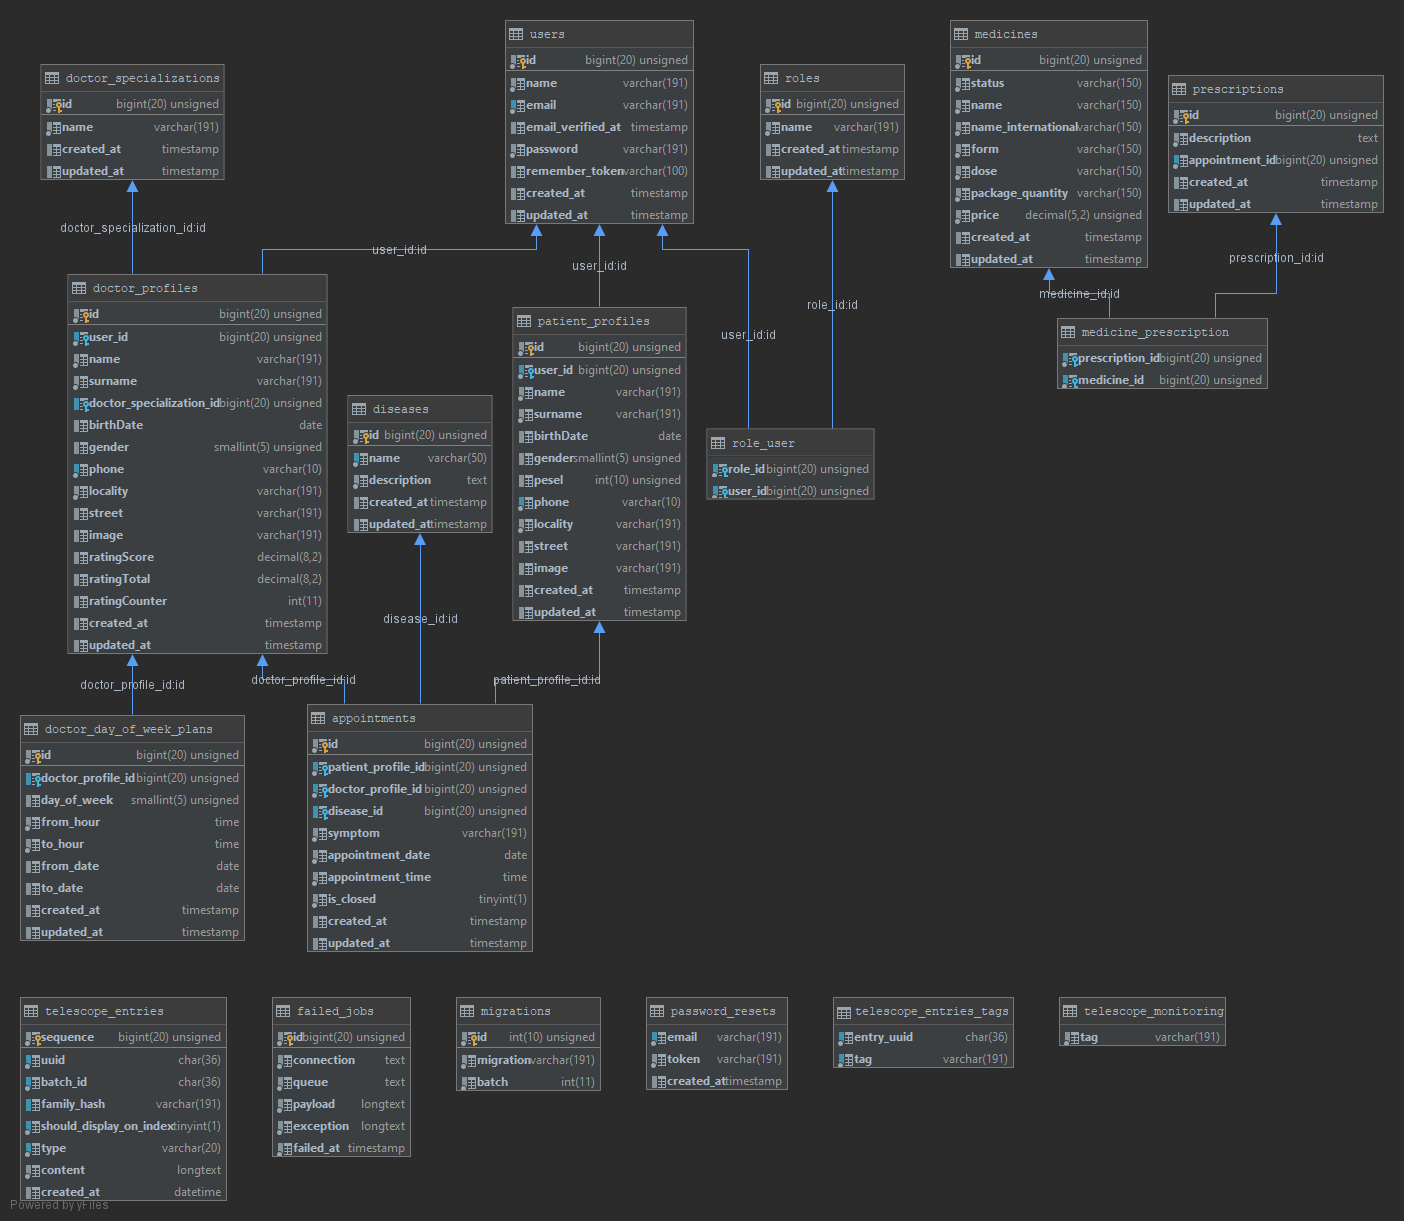 users
id bigint(20) unsigned
name varchar(191)
email varchar(191)
email_verified_at timestamp
password varchar(191)
remember_token varchar(100)
created_at timestamp
updated_at timestamp
medicines
id bigint(20) unsigned
status varchar(150)
name varchar(150)
name_international varchar(150)
form varchar(150)
dose varchar(150)
package_quantity varchar(150)
price decimal(5,2) unsigned
created_at timestamp
updated_at timestamp
doctor_specializations
id bigint(20) unsigned
name varchar(191)
created_at timestamp
updated_at timestamp
roles
id bigint(20) unsigned
name varchar(191)
created_at timestamp
updated_at timestamp
prescriptions
id bigint(20) unsigned
description text
appointment_id bigint(20) unsigned
created_at timestamp
updated_at timestamp
doctor_specialization_id:id
user_id:id
user_id:id
prescription_id:id
medicine_id:id
role_id:id
user_id:id
doctor_profiles
id bigint(20) unsigned
user_id bigint(20) unsigned
name varchar(191)
surname varchar(191)
doctor_specialization_id bigint(20) unsigned
birthDate date
gender smallint(5) unsigned
phone varchar(10)
locality varchar(191)
street varchar(191)
image varchar(191)
ratingScore decimal(8,2)
ratingTotal decimal(8,2)
ratingCounter int(11)
created_at timestamp
updated_at timestamp
patient_profiles
id bigint(20) unsigned
user_id bigint(20) unsigned
name varchar(191)
surname varchar(191)
birthDate date
gender smallint(5) unsigned
pesel int(10) unsigned
phone varchar(10)
locality varchar(191)
street varchar(191)
image varchar(191)
created_at timestamp
updated_at timestamp
medicine_prescription
prescription_id bigint(20) unsigned
medicine_id bigint(20) unsigned
diseases
id bigint(20) unsigned
name varchar(50)
description text
created_at timestamp
updated_at timestamp
role_user
role_id bigint(20) unsigned
user_id bigint(20) unsigned
disease_id:id
doctor_profile_id:id
doctor_profile_id:id
patient_profile_id:id
doctor_day_of_week_plans
id bigint(20) unsigned
doctor_profile_id bigint(20) unsigned
day_of_week smallint(5) unsigned
from_hour time
to_hour time
from_date date
to_date date
created_at timestamp
updated_at timestamp
appointments
id bigint(20) unsigned
patient_profile_id bigint(20) unsigned
doctor_profile_id bigint(20) unsigned
disease_id bigint(20) unsigned
symptom varchar(191)
appointment_date date
appointment_time time
is_closed tinyint(1)
created_at timestamp
updated_at timestamp
telescope_entries
sequence bigint(20) unsigned
uuid char(36)
batch_id char(36)
family_hash varchar(191)
should_display_on_index tinyint(1)
type varchar(20)
content longtext
created_at datetime
failed_jobs
id bigint(20) unsigned
connection text
queue text
payload longtext
exception longtext
failed_at timestamp
migrations
id int(10) unsigned
migration varchar(191)
batch int(11)
password_resets
email varchar(191)
token varchar(191)
created_at timestamp
telescope_entries_tags
entry_uuid char(36)
tag varchar(191)
telescope_monitoring
tag varchar(191)
Powered by yFiles